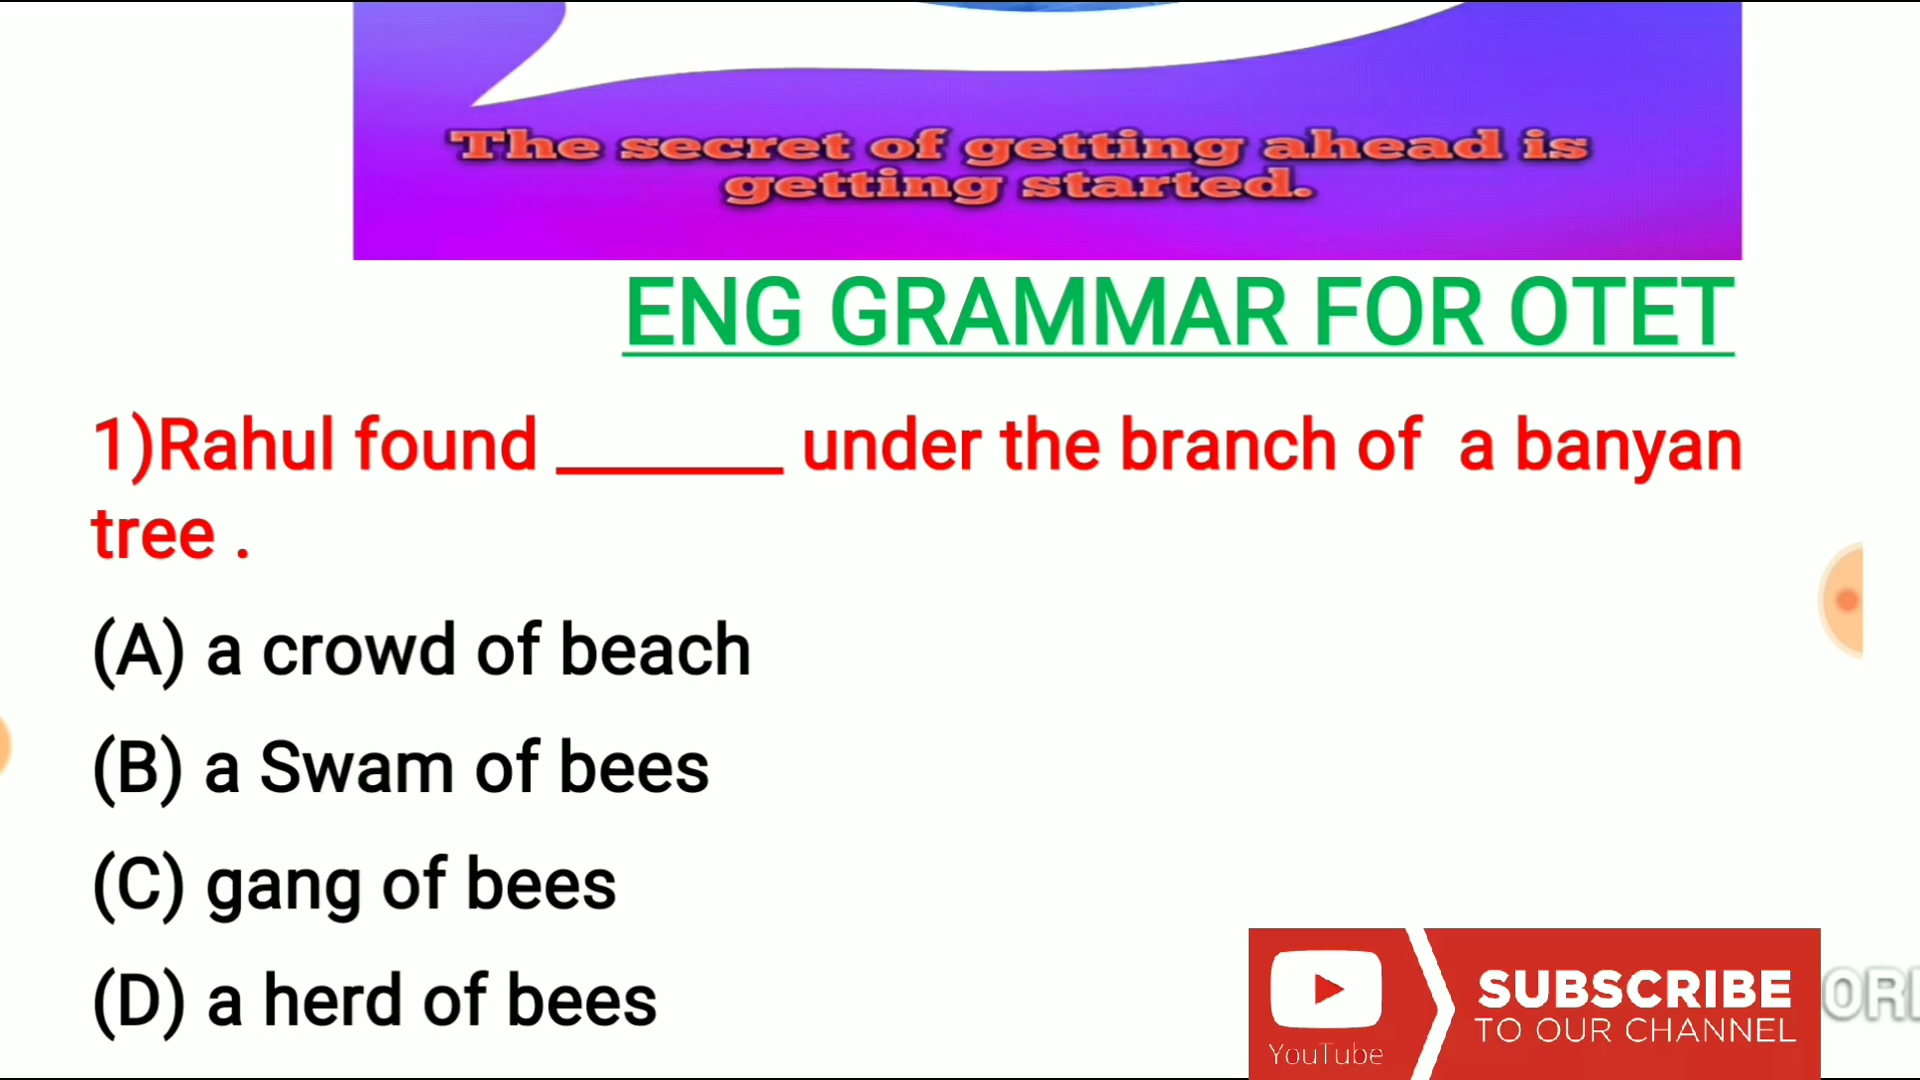 The secret of getting ahead is
getting started.
ENG GRAMMAR FOR OTET
1)Rahul found _______ under the branch of a banyan
tree .
(A) a crowd of beach
(B) a Swam of bees
(C) gang of bees
(D) a herd of bees
YouTube
SUBSCRIBE
TO OUR CHANNEL